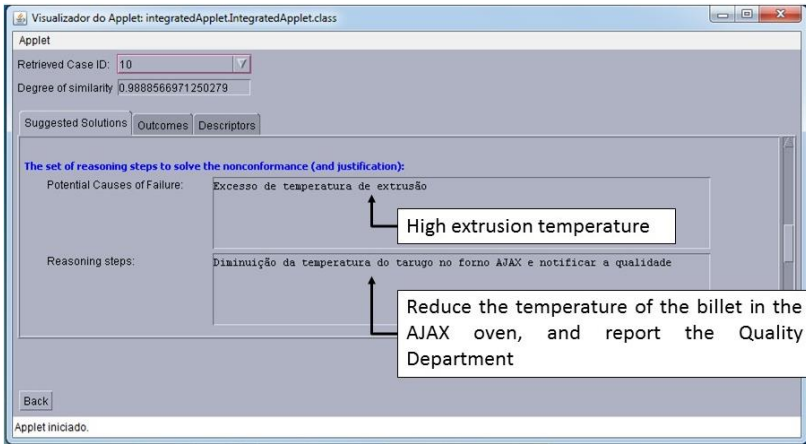 Visualizador do Applet: integratedApplet.IntegratedApplet.class
Applet
Retrieved Case ID: 10
Degree of similarity 0.9888566971250279
Suggested Solutions Outcomes Descriptors
The set of reasoning steps to solve the nonconformance (and justification):
Potential Causes of Failure: Excesso de temperatura de extrusão
High extrusion temperature
Reasoning steps: Diminuição da temperatura do tarugo no forno AJAX e notificar a qualidade
Reduce the temperature of the billet in the
AJAX oven, and report the Quality
Department
Back
Applet iniciado.